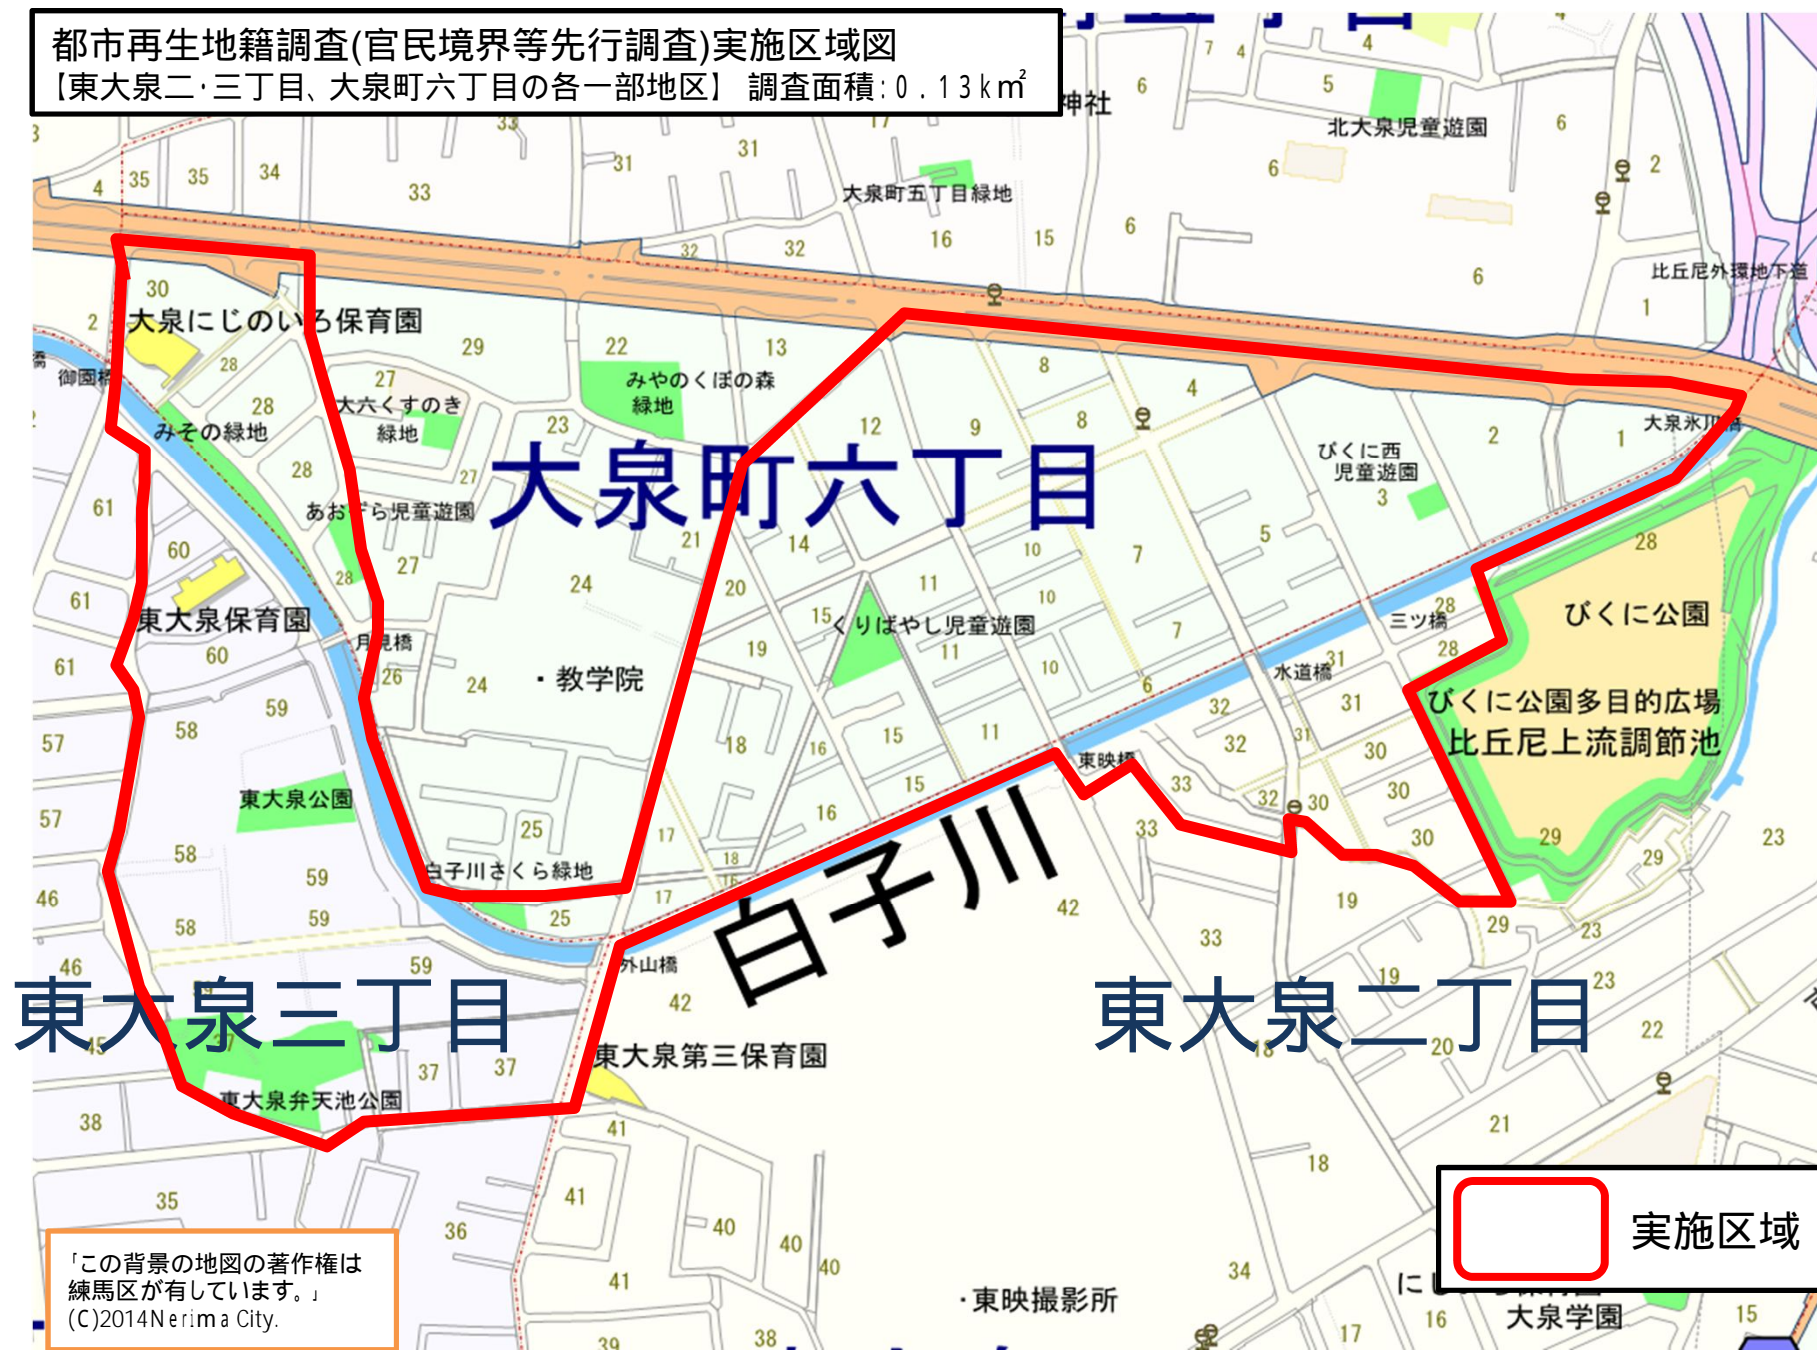 都市再生地籍調査(官民境界等先行調査)実施区域図
【東大泉二・三丁目、大泉町六丁目の各一部地区】 調査面積:0.13km²
神社
北大泉児童遊園
大泉町五丁目緑地
比丘尼外環地下道
大泉にじのいろ保育園
御園橋
みその緑地
大六くすのき
緑地
みやのくぼの森
緑地
あおぞら児童遊園
大泉町六丁目
びくに西
児童遊園
大泉氷川橋
東大泉保育園
月見橋
・教学院
くりばやし児童遊園
三ツ橋
水道橋
びくに公園
びくに公園多目的広場
比丘尼上流調節池
東大泉公園
東映橋
白子川さくら緑地
白子川
外山橋
東大泉三丁目
東大泉二丁目
東大泉第三保育園
東大泉弁天池公園
・東映撮影所
大泉学園
実施区域
「この背景の地図の著作権は
練馬区が有しています。」
(C)2014Nerima City.